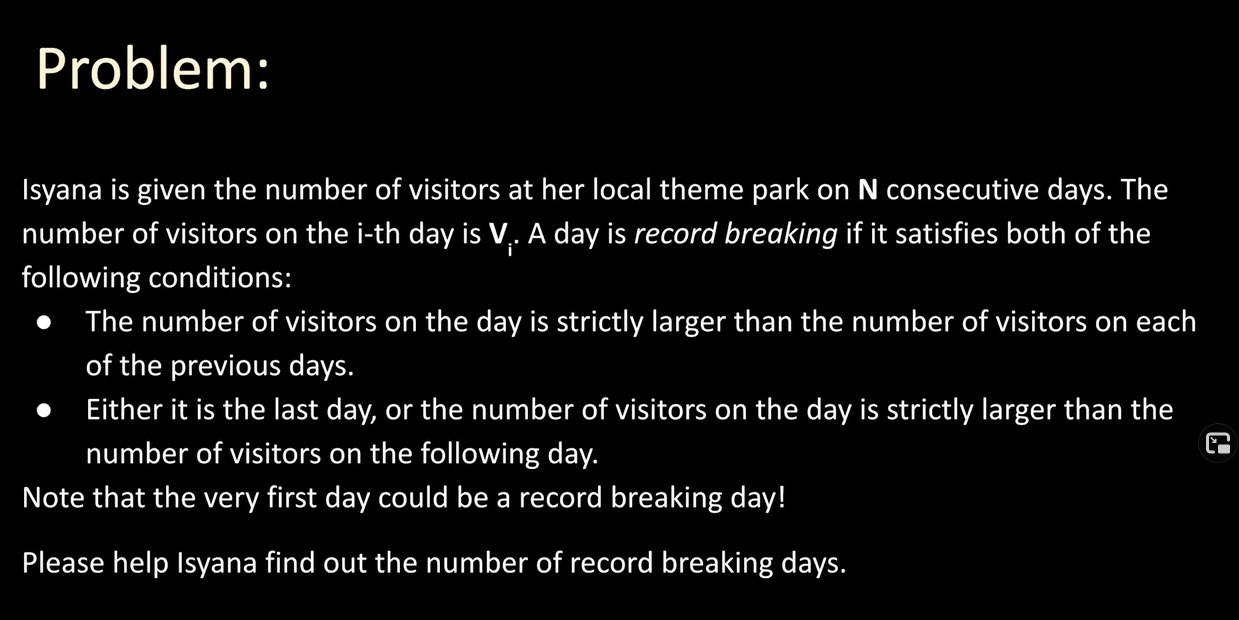 Problem:
Isyana is given the number of visitors at her local theme park on N consecutive days. The
number of visitors on the i-th day is Vi. A day is record breaking if it satisfies both of the
following conditions:
● The number of visitors on the day is strictly larger than the number of visitors on each
of the previous days.
● Either it is the last day, or the number of visitors on the day is strictly larger than the
number of visitors on the following day.
Note that the very first day could be a record breaking day!
Please help Isyana find out the number of record breaking days.